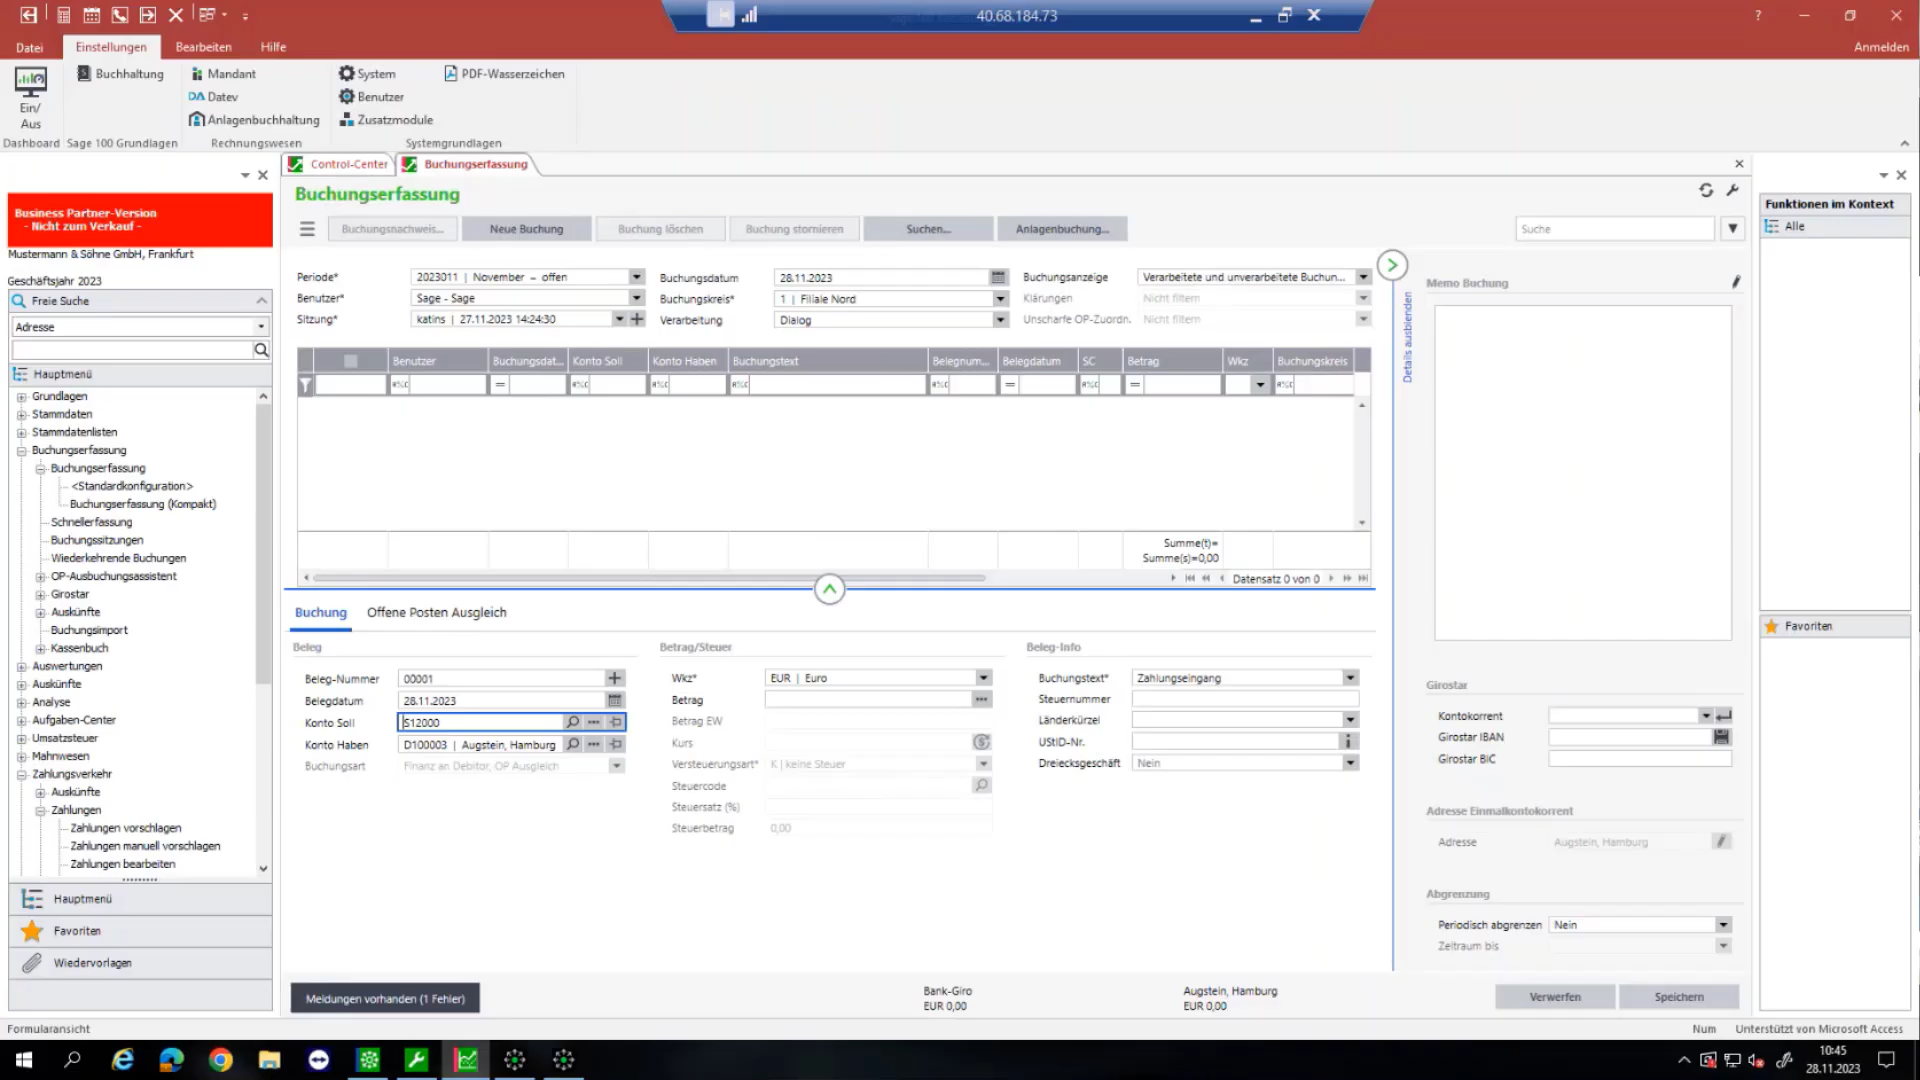 40.68.184.73
Datei Einstellungen Bearbeiten Hilfe Anmelden
Buchhaltung Mandant System PDF-Wasserzeichen
Datev Benutzer
Ein/
Aus
Anlagenbuchhaltung Zusatzmodule
Dashboard Sage 100 Grundlagen Rechnungswesen Systemgrundlagen
Control-Center Buchungserfassung
Buchungserfassung
Business Partner-Version
- Nicht zum Verkauf -
Mustermann & Söhne GmbH, Frankfurt
Geschäftsjahr 2023
Freie Suche
Adresse
Hauptmenü
Grundlagen
Stammdaten
Stammdatenlisten
Buchungserfassung
Buchungserfassung
<Standardkonfiguration>
Buchungserfassung (Kompakt)
Schnellerfassung
Buchungssitzungen
Wiederkehrende Buchungen
OP-Ausbuchungsassistent
Girostar
Auskünfte
Buchungsimport
Kassenbuch
Auswertungen
Auskünfte
Analyse
Aufgaben-Center
Umsatzsteuer
Mahnwesen
Zahlungsverkehr
Auskünfte
Zahlungen
Zahlungen vorschlagen
Zahlungen manuell vorschlagen
Zahlungen bearbeiten
Hauptmenü
Favoriten
Wiedervorlagen
Buchungsnachweis... Neue Buchung Buchung löschen Buchung stornieren Suchen... Anlagenbuchung... Suche
Periode* 2023011 | November – offen Buchungsdatum 28.11.2023 Buchungsanzeige Verarbeitete und unverarbeitete Buchun...
Benutzer* Sage - Sage Buchungskreis* 1 | Filiale Nord Klärungen Nicht filtern
Sitzung* katins | 27.11.2023 14:24:30 Verarbeitung Dialog Unscharfe OP-Zuordn. Nicht filtern
Benutzer Buchungsdat... Konto Soll Konto Haben Buchungstext Belegnum... Belegdatum SC Betrag Wkz Buchungskreis
Summe(t)=
Summe(s)=0,00
Datensatz 0 von 0
Details ausblenden
Buchung Offene Posten Ausgleich
Beleg
Beleg-Nummer 00001
Belegdatum 28.11.2023
Konto Soll S12000
Konto Haben D100003 | Augstein, Hamburg
Buchungsart Finanz an Debitor, OP Ausgleich
Betrag/Steuer
Wkz* EUR | Euro
Betrag
Betrag EW
Kurs
Versteuerungsart* K | keine Steuer
Steuercode
Steuersatz (%)
Steuerbetrag 0,00
Beleg-Info
Buchungstext* Zahlungseingang
Steuernummer
Länderkürzel
UStID-Nr.
Dreiecksgeschäft Nein
Memo Buchung
Girostar
Kontokorrent
Girostar IBAN
Girostar BIC
Adresse Einmalkontokorrent
Adresse Augstein, Hamburg
Abgrenzung
Periodisch abgrenzen Nein
Zeitraum bis
Funktionen im Kontext
Alle
Favoriten
Meldungen vorhanden (1 Fehler)
Bank-Giro
EUR 0,00
Augstein, Hamburg
EUR 0,00
Verwerfen Speichern
Formularansicht Num Unterstützt von Microsoft Access
10:45
28.11.2023